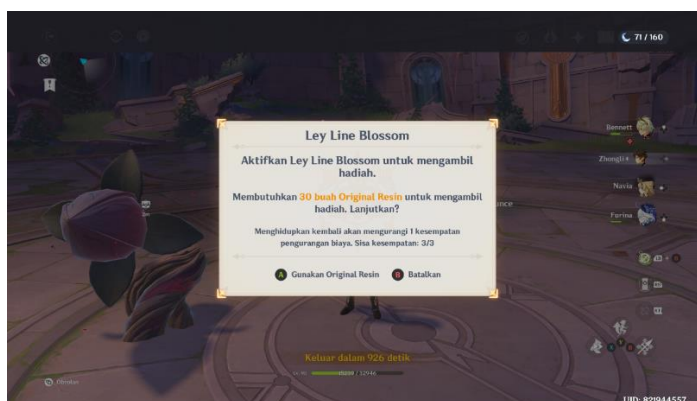 71 / 160
Ley Line Blossom
Aktifkan Ley Line Blossom untuk mengambil
hadiah.
Membutuhkan 30 buah Original Resin untuk mengambil
hadiah. Lanjutkan?
Menghidupkan kembali akan mengurangi 1 kesempatan
pengurangan biaya. Sisa kesempatan: 3/3
A Gunakan Original Resin B Batalkan
Bennett
Zhongli
Navia
Furina
Keluar dalam 926 detik
UID: 821944557